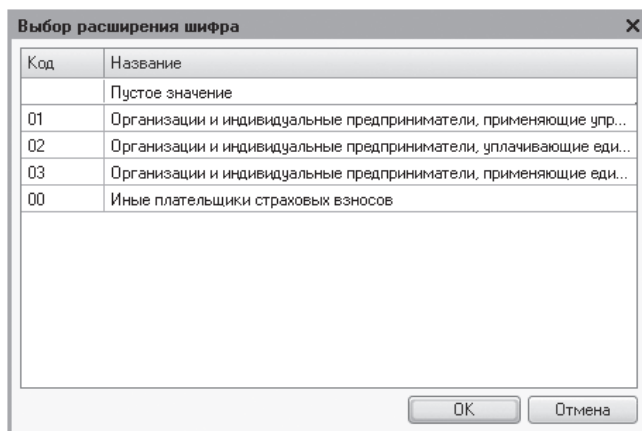 Выбор расширения шифра
Код Название
Пустое значение
01 Организации и индивидуальные предприниматели, применяющие упр...
02 Организации и индивидуальные предприниматели, уплачивающие еди...
03 Организации и индивидуальные предприниматели, применяющие еди...
00 Иные плательщики страховых взносов
OK Отмена